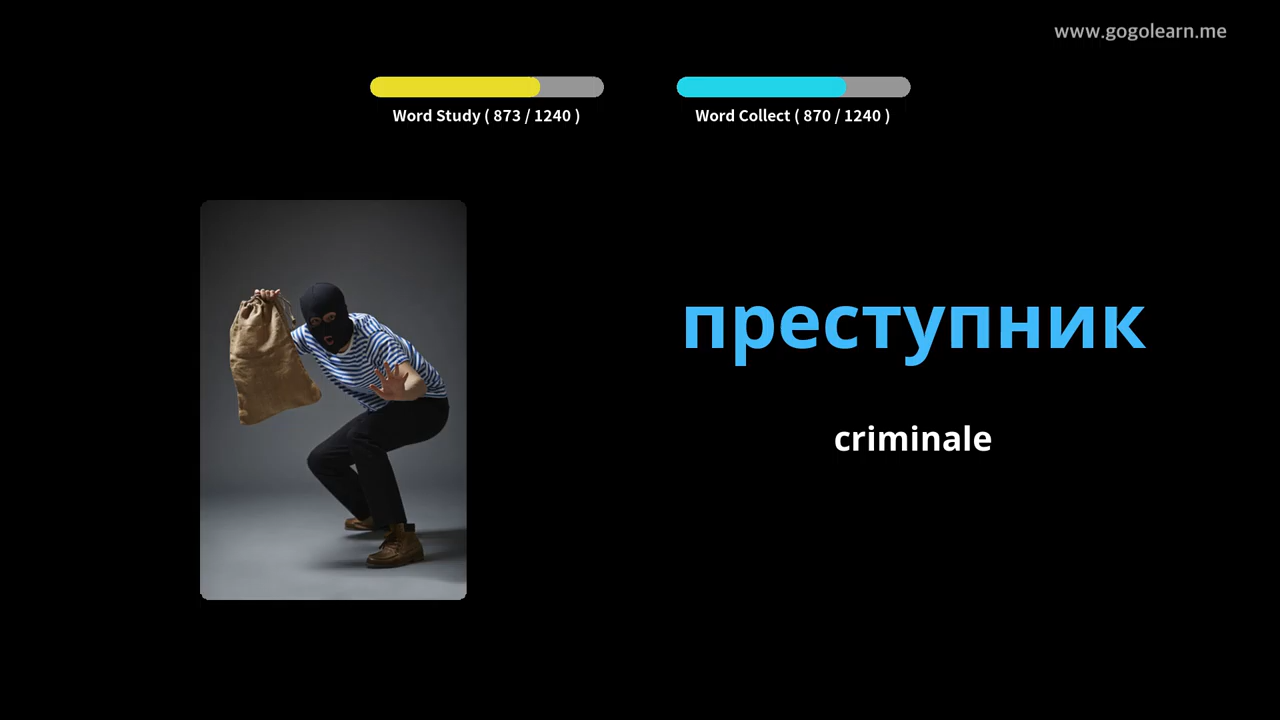 www.gogolearn.me
Word Study ( 873 / 1240 )
Word Collect ( 870 / 1240 )
преступник
criminale